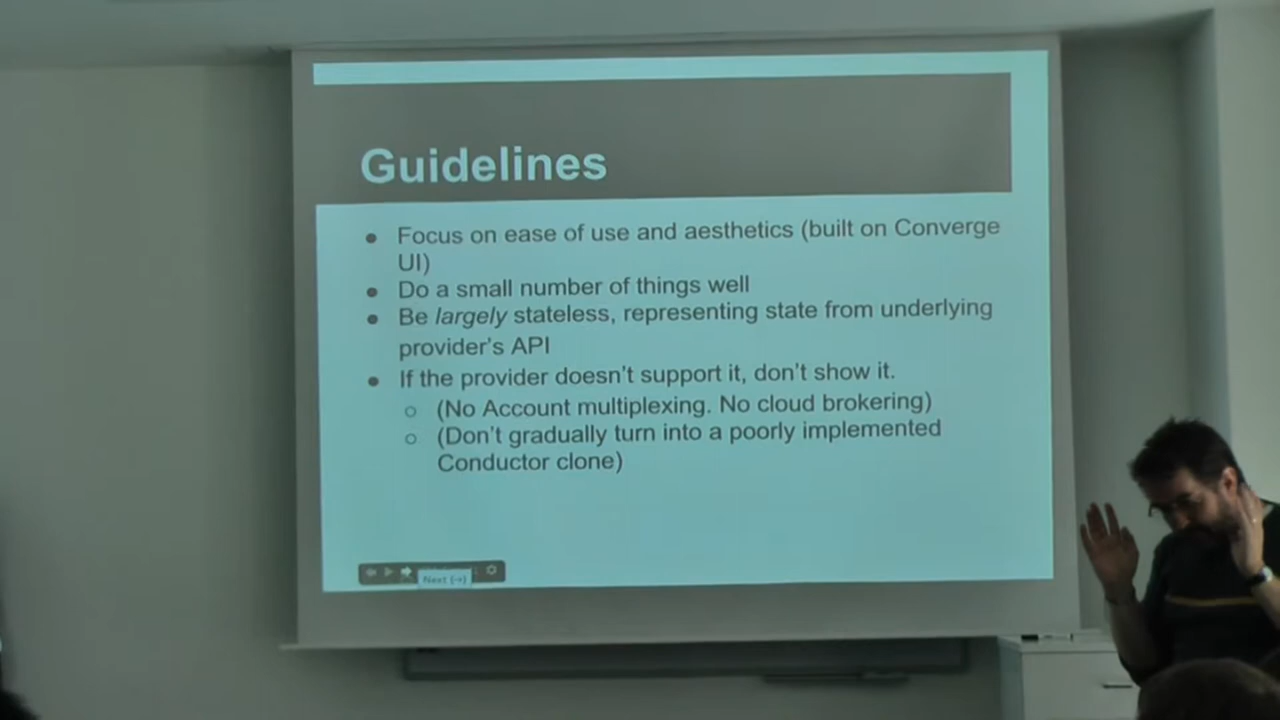 Guidelines
● Focus on ease of use and aesthetics (built on Converge
UI)
● Do a small number of things well
● Be largely stateless, representing state from underlying
provider's API
● If the provider doesn't support it, don't show it.
○ (No Account multiplexing. No cloud brokering)
○ (Don't gradually turn into a poorly implemented
Conductor clone)
Next (→)